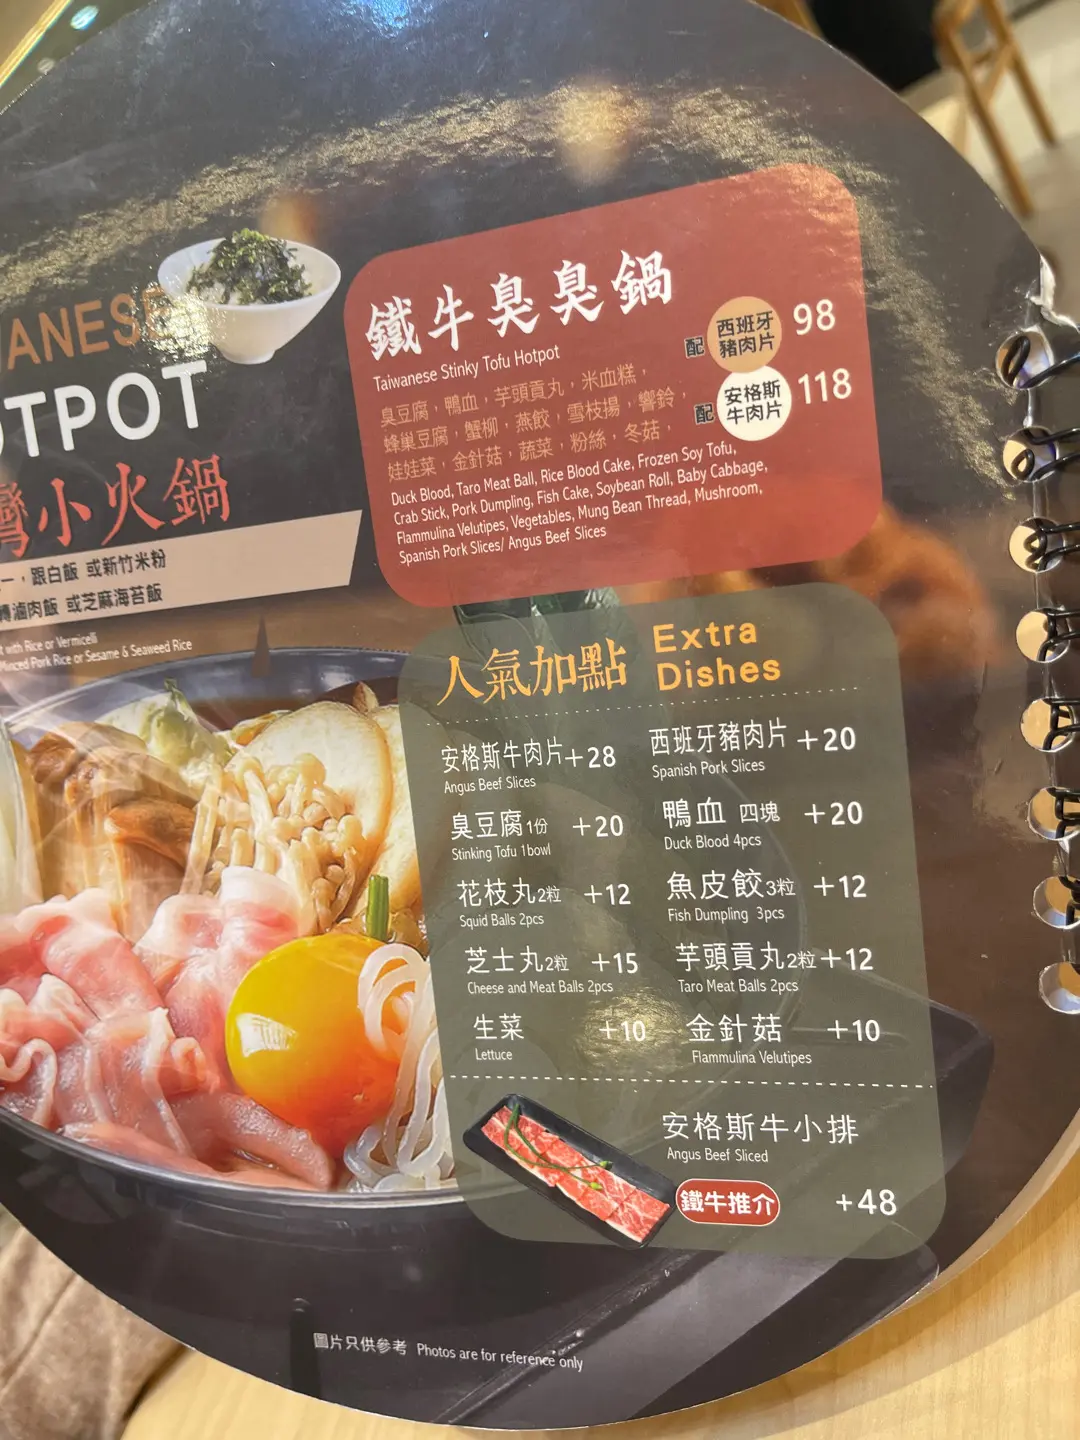 ANESE
OTPOT
灣小火鍋
一，跟白飯 或新竹米粉
轉滷肉飯 或芝麻海苔飯
t with Rice or Vermicelli
Minced Pork Rice or Sesame & Seaweed Rice
鐵牛臭臭鍋
Taiwanese Stinky Tofu Hotpot
配 西班牙豬肉片 98
配 安格斯牛肉片 118
臭豆腐，鴨血，芋頭貢丸，米血糕，
蜂巢豆腐，蟹柳，燕餃，雪枝揚，響鈴，
娃娃菜，金針菇，蔬菜，粉絲，冬菇，
Duck Blood, Taro Meat Ball, Rice Blood Cake, Frozen Soy Tofu,
Crab Stick, Pork Dumpling, Fish Cake, Soybean Roll, Baby Cabbage,
Flammulina Velutipes, Vegetables, Mung Bean Thread, Mushroom,
Spanish Pork Slices/ Angus Beef Slices
人氣加點 Extra Dishes
安格斯牛肉片 +28
Angus Beef Slices
西班牙豬肉片 +20
Spanish Pork Slices
臭豆腐 1份 +20
Stinking Tofu 1bowl
鴨血 四塊 +20
Duck Blood 4pcs
花枝丸 2粒 +12
Squid Balls 2pcs
魚皮餃 3粒 +12
Fish Dumpling 3pcs
芝士丸 2粒 +15
Cheese and Meat Balls 2pcs
芋頭貢丸 2粒 +12
Taro Meat Balls 2pcs
生菜 +10
Lettuce
金針菇 +10
Flammulina Velutipes
安格斯牛小排
Angus Beef Sliced
鐵牛推介 +48
圖片只供參考 Photos are for reference only